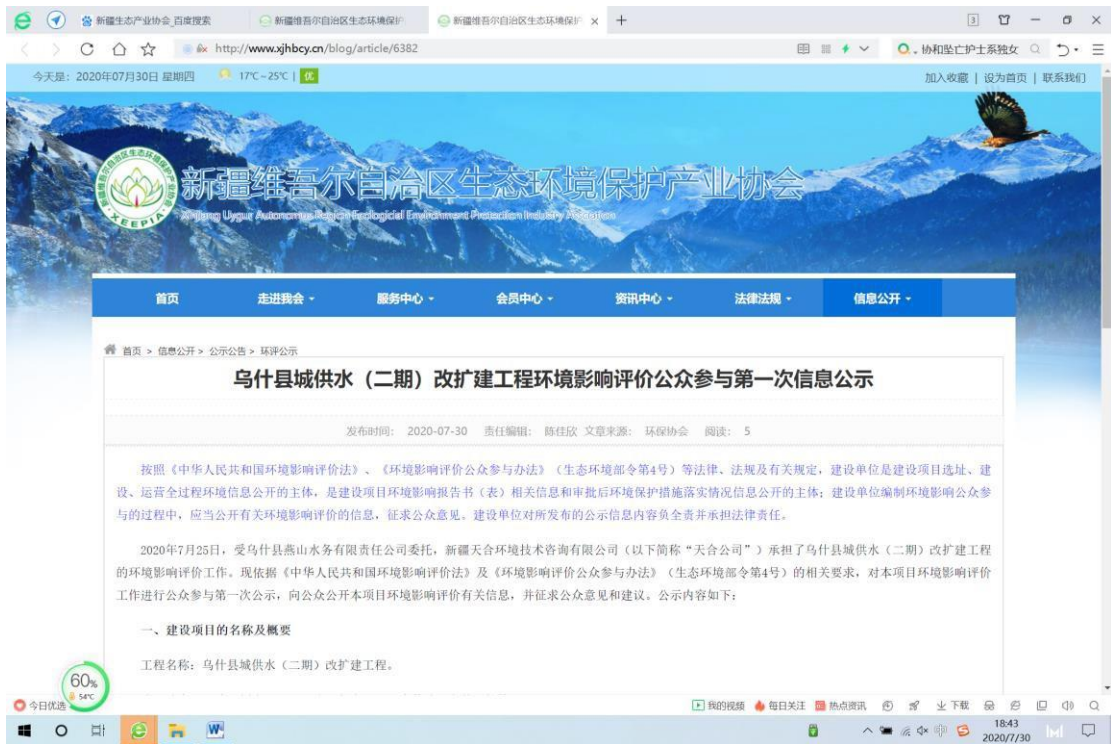 新疆生态产业协会_百度搜索
新疆维吾尔自治区生态环境保护
新疆维吾尔自治区生态环境保护
3
http://www.xjhbcy.cn/blog/article/6382
协和坠亡护士系独女
今天是：2020年07月30日 星期四
17℃~25℃ | 优
加入收藏 | 设为首页 | 联系我们
新疆维吾尔自治区生态环境保护产业协会
XEEPIA
首页
走进我会
服务中心
会员中心
资讯中心
法律法规
信息公开
首页 > 信息公开 > 公示公告 > 环评公示
乌什县城供水（二期）改扩建工程环境影响评价公众参与第一次信息公示
发布时间： 2020-07-30 责任编辑： 陈佳欣 文章来源： 环保协会 阅读： 5
按照《中华人民共和国环境影响评价法》、《环境影响评价公众参与办法》（生态环境部令第4号）等法律、法规及有关规定，建设单位是建设项目选址、建
设、运营全过程环境信息公开的主体，是建设项目环境影响报告书（表）相关信息和审批后环境保护措施落实情况信息公开的主体；建设单位编制环境影响公众参
与的过程中，应当公开有关环境影响评价的信息，征求公众意见。建设单位对所发布的公示信息内容负全责并承担法律责任。
2020年7月25日，受乌什县燕山水务有限责任公司委托，新疆天合环境技术咨询有限公司（以下简称“天合公司”）承担了乌什县城供水（二期）改扩建工程
的环境影响评价工作。现依据《中华人民共和国环境影响评价法》及《环境影响评价公众参与办法》（生态环境部令第4号）的相关要求，对本项目环境影响评价
工作进行公众参与第一次公示，向公众公开本项目环境影响评价有关信息，并征求公众意见和建议。公示内容如下：
一、建设项目的名称及概要
工程名称：乌什县城供水（二期）改扩建工程。
60%
54℃
今日优选
我的视频
每日关注
热点资讯
下载
中
18:43
2020/7/30